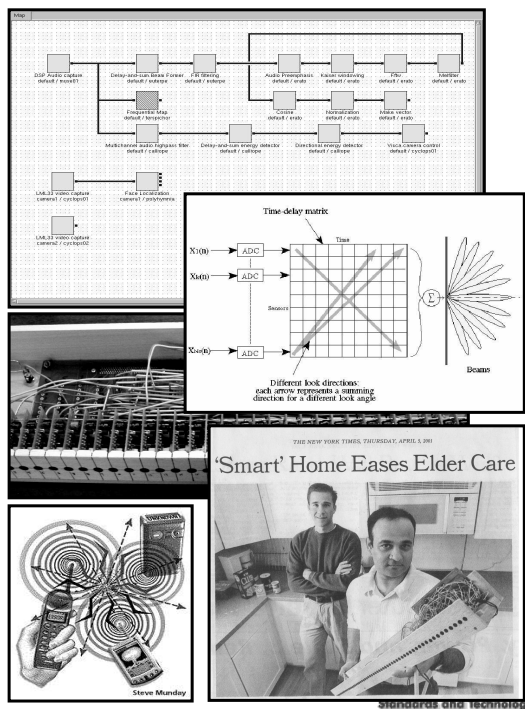 Map
DSP Audio capture
default / muse01
Delay-and-sum Beam Former
default / euterpe
FIR filtering
default / euterpe
Audio Preemphasis
default / erato
Kaiser windowing
default / erato
default / erato
Melfilter
default / erato
Frequential Map
default / terpsichor
Cosine
default / erato
Normalization
default / erato
Make vector
default / erato
Multichannel audio highpass filter
default / calliope
Delay-and-sum energy detector
default / calliope
Directional energy detector
default / calliope
Visca camera control
default / cyclops01
LML33 video capture
camera1 / cyclops01
Face Localization
camera1 / polyhymnia
LML33 video capture
camera2 / cyclops02
Time-delay matrix
Time
ADC
ADC
Sensors
ADC
Σ
Beams
Different look directions:
each arrow represents a summing
direction for a different look angle
THE NEW YORK TIMES, THURSDAY, APRIL 5, 2001
'Smart' Home Eases Elder Care
Steve Munday
Standards and Technology